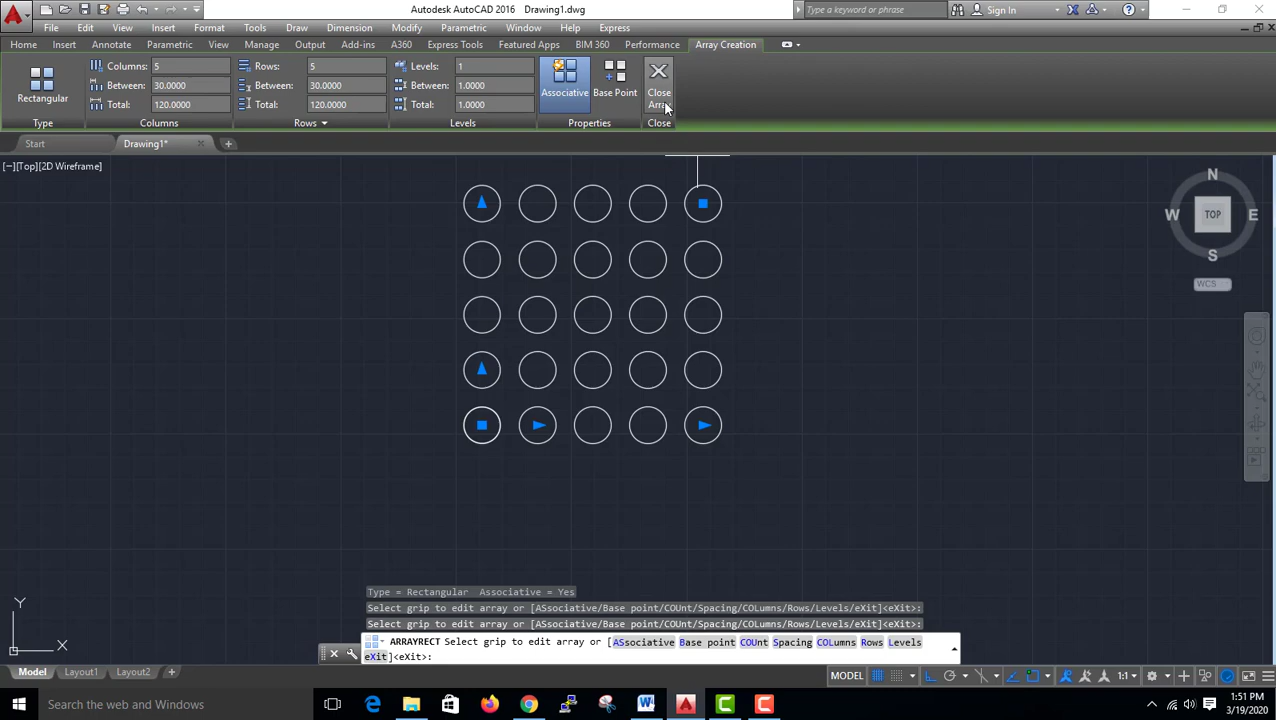 Autodesk AutoCAD 2016 Drawing1.dwg
Type a keyword or phrase
Sign In
File Edit View Insert Format Tools Draw Dimension Modify Parametric Window Help Express
Home Insert Annotate Parametric View Manage Output Add-ins A360 Express Tools Featured Apps BIM 360 Performance Array Creation
Columns: 5 Rows: 5 Levels: 1
Between: 30.0000 Between: 30.0000 Between: 1.0000
Total: 120.0000 Total: 120.0000 Total: 1.0000
Rectangular
Associative
Base Point
Close
Array
Type Columns Rows Levels Properties Close
Start Drawing1*
[−][Top][2D Wireframe]
N
W TOP E
S
WCS
Y
X
Type = Rectangular Associative = Yes
Select grip to edit array or [ASsociative/Base point/COUnt/Spacing/COLumns/Rows/Levels/eXit]<eXit>:
Select grip to edit array or [ASsociative/Base point/COUnt/Spacing/COLumns/Rows/Levels/eXit]<eXit>:
ARRAYRECT Select grip to edit array or [ASsociative Base point COUnt Spacing COLumns Rows Levels
eXit]<eXit>:
Model Layout1 Layout2
MODEL 1:1
Search the web and Windows
1:51 PM
3/19/2020